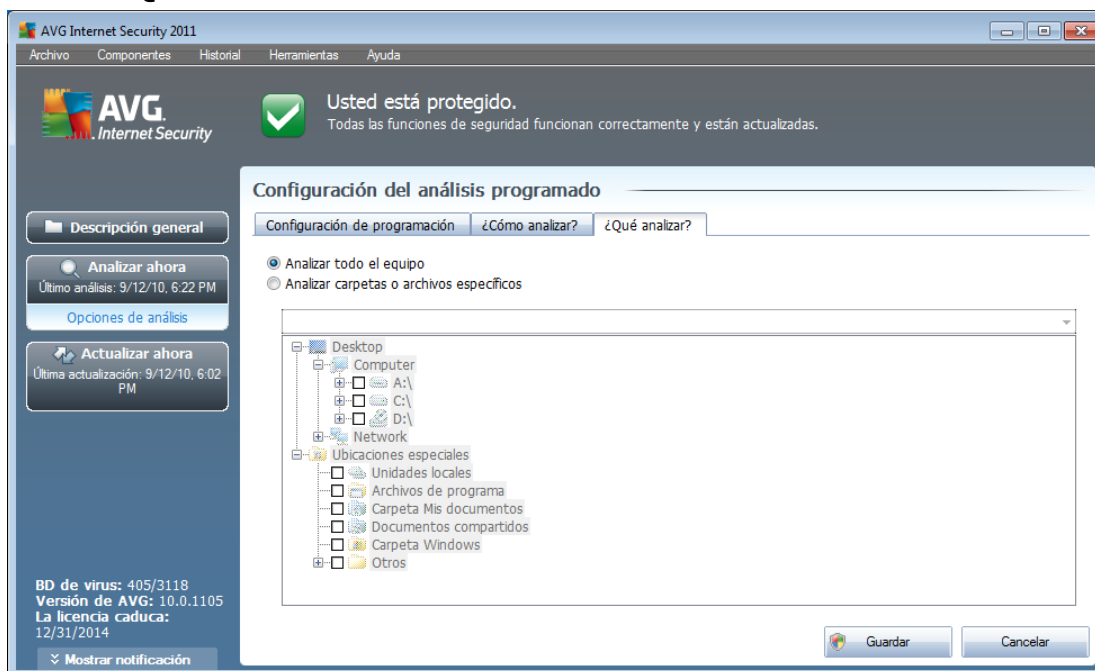 AVG Internet Security 2011
Archivo Componentes Historial Herramientas Ayuda
AVG.
Internet Security
Usted está protegido.
Todas las funciones de seguridad funcionan correctamente y están actualizadas.
Configuración del análisis programado
Configuración de programación ¿Cómo analizar? ¿Qué analizar?
Descripción general
Analizar ahora
Último análisis: 9/12/10, 6:22 PM
Opciones de análisis
Actualizar ahora
Última actualización: 9/12/10, 6:02
PM
Analizar todo el equipo
Analizar carpetas o archivos específicos
Desktop
Computer
A:\
C:\
D:\
Network
Ubicaciones especiales
Unidades locales
Archivos de programa
Carpeta Mis documentos
Documentos compartidos
Carpeta Windows
Otros
BD de virus: 405/3118
Versión de AVG: 10.0.1105
La licencia caduca:
12/31/2014
Mostrar notificación
Guardar Cancelar